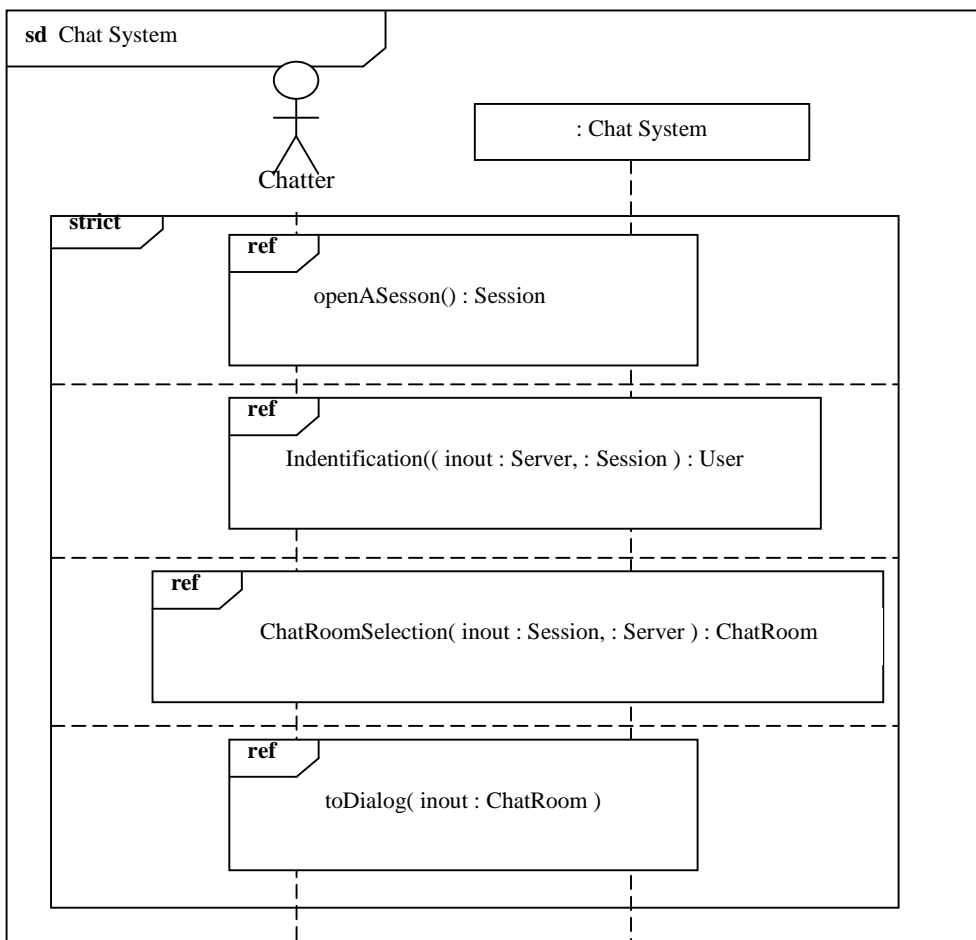 sd Chat System
: Chat System
Chatter
strict
ref
openASesson() : Session
ref
Indentification(( inout : Server, : Session ) : User
ref
ChatRoomSelection( inout : Session, : Server ) : ChatRoom
ref
toDialog( inout : ChatRoom )